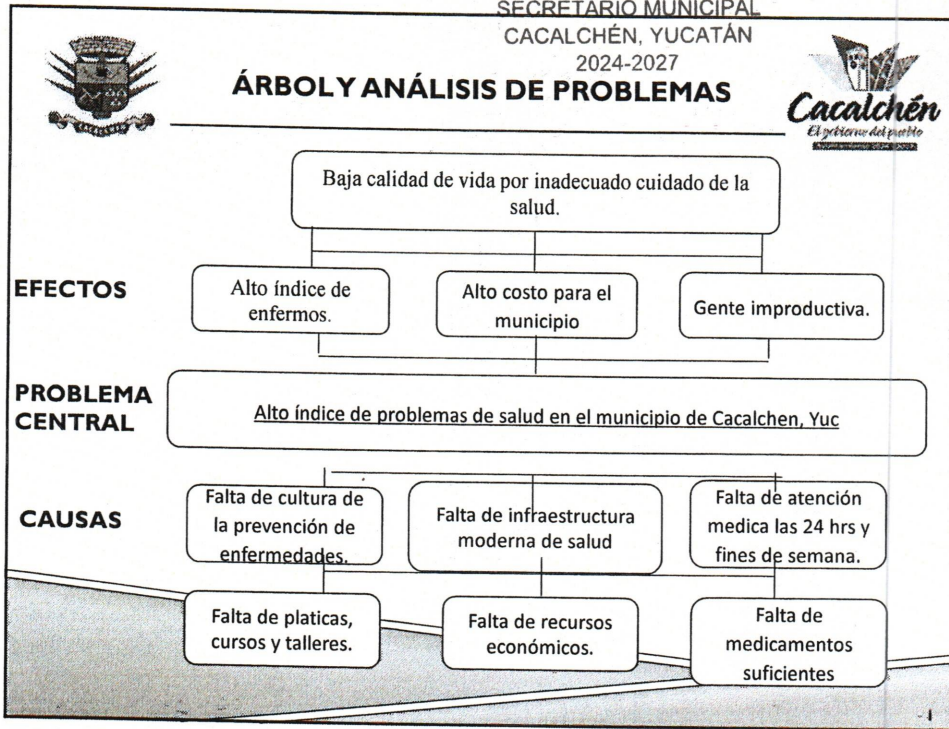 SECRETARIO MUNICIPAL
CACALCHÉN, YUCATÁN
2024-2027
ÁRBOL Y ANÁLISIS DE PROBLEMAS
Cacalchén
El gobierno del pueblo
Baja calidad de vida por inadecuado cuidado de la
salud.
EFECTOS
Alto índice de
enfermos.
Alto costo para el
municipio
Gente improductiva.
PROBLEMA
CENTRAL
Alto índice de problemas de salud en el municipio de Cacalchen, Yuc
CAUSAS
Falta de cultura de
la prevención de
enfermedades.
Falta de infraestructura
moderna de salud
Falta de atención
medica las 24 hrs y
fines de semana.
Falta de platicas,
cursos y talleres.
Falta de recursos
económicos.
Falta de
medicamentos
suficientes